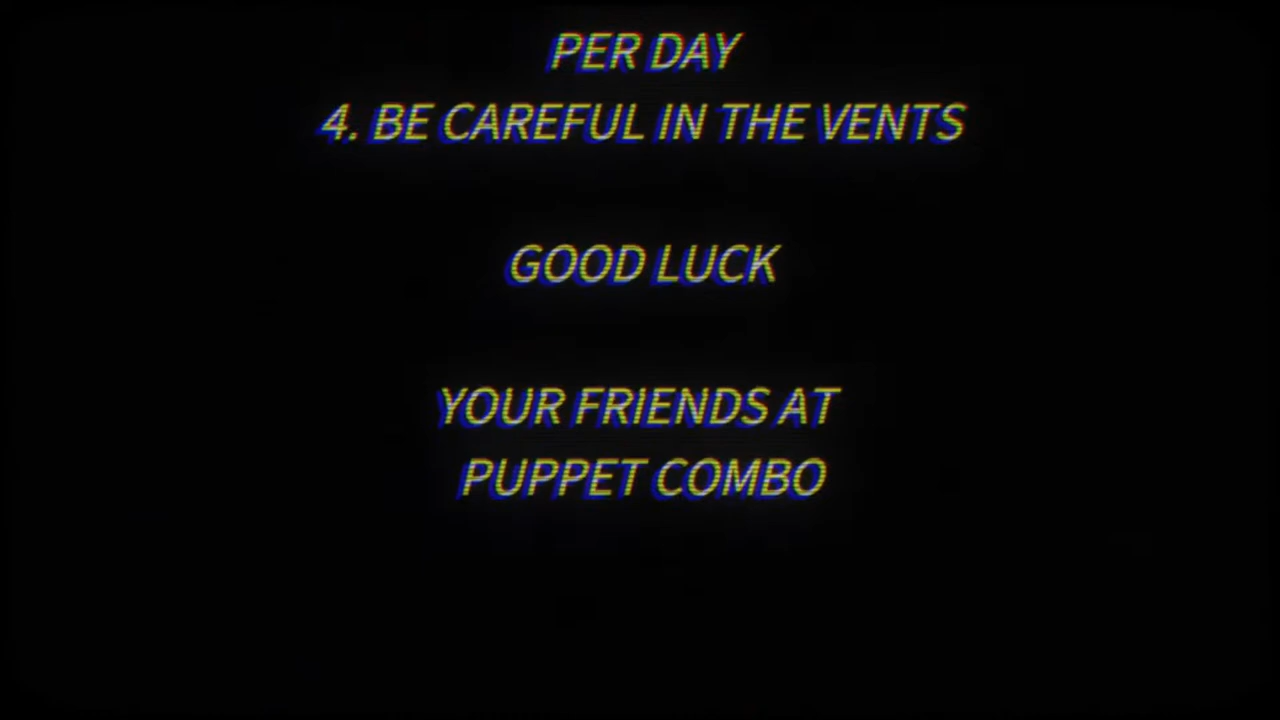 PER DAY
4. BE CAREFUL IN THE VENTS
GOOD LUCK
YOUR FRIENDS AT
PUPPET COMBO